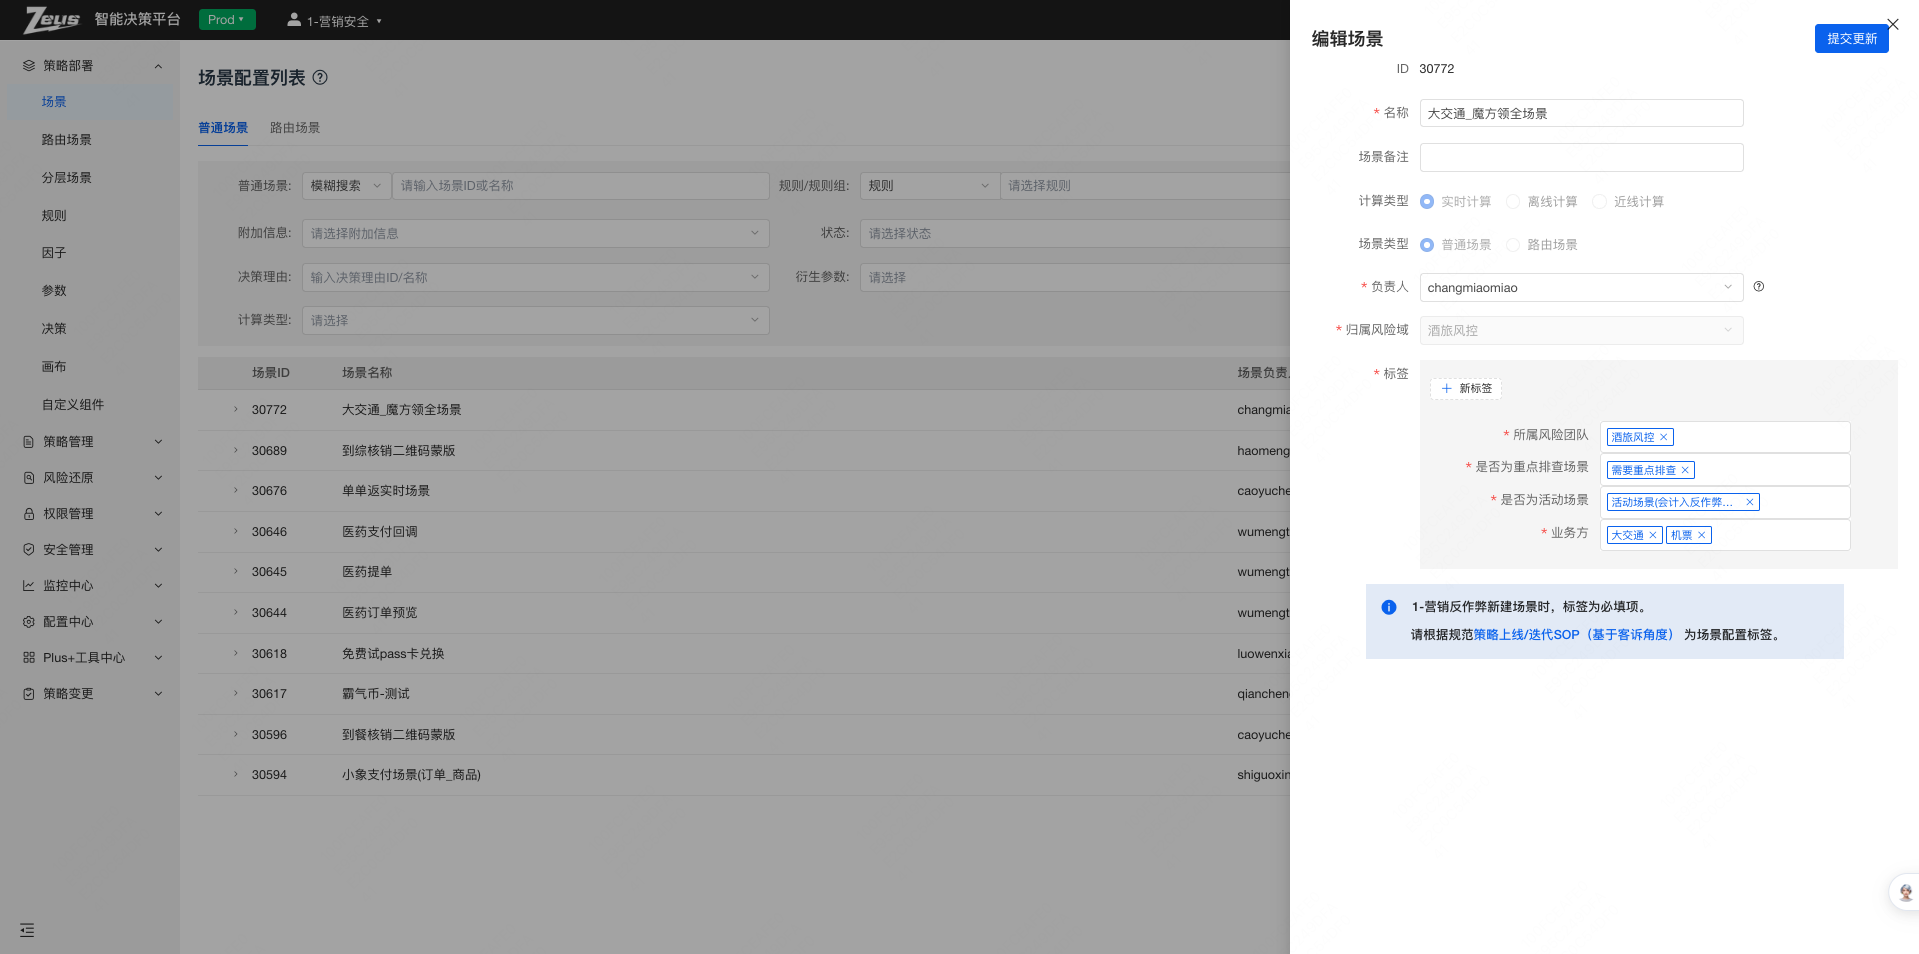 Zeus 智能决策平台 Prod 1-营销安全
策略部署
场景
路由场景
分层场景
规则
因子
参数
决策
画布
自定义组件
策略管理
风险还原
权限管理
安全管理
监控中心
配置中心
Plus+工具中心
策略变更
场景配置列表
普通场景 路由场景
普通场景: 模糊搜索 请输入场景ID或名称 规则/规则组: 规则 请选择规则
附加信息: 请选择附加信息 状态: 请选择状态
决策理由: 输入决策理由ID/名称 衍生参数: 请选择
计算类型: 请选择
场景ID 场景名称 场景负责
30772 大交通_魔方领全场景 changmia
30689 到综核销二维码蒙版 haomeng
30676 单单返实时场景 caoyuche
30646 医药支付回调 wumengt
30645 医药提单 wumengt
30644 医药订单预览 wumengt
30618 免费试pass卡兑换 luowenxia
30617 霸气币-测试 qianchen
30596 到餐核销二维码蒙版 caoyuche
30594 小象支付场景(订单_商品) shiguoxin
编辑场景 提交更新
ID 30772
* 名称 大交通_魔方领全场景
场景备注
计算类型 实时计算 离线计算 近线计算
场景类型 普通场景 路由场景
* 负责人 changmiaomiao
* 归属风险域 酒旅风控
* 标签
+ 新标签
* 所属风险团队 酒旅风控
* 是否为重点排查场景 需要重点排查
* 是否为活动场景 活动场景(会计入反作弊...
* 业务方 大交通 机票
1-营销反作弊新建场景时，标签为必填项。
请根据规范策略上线/迭代SOP（基于客诉角度） 为场景配置标签。